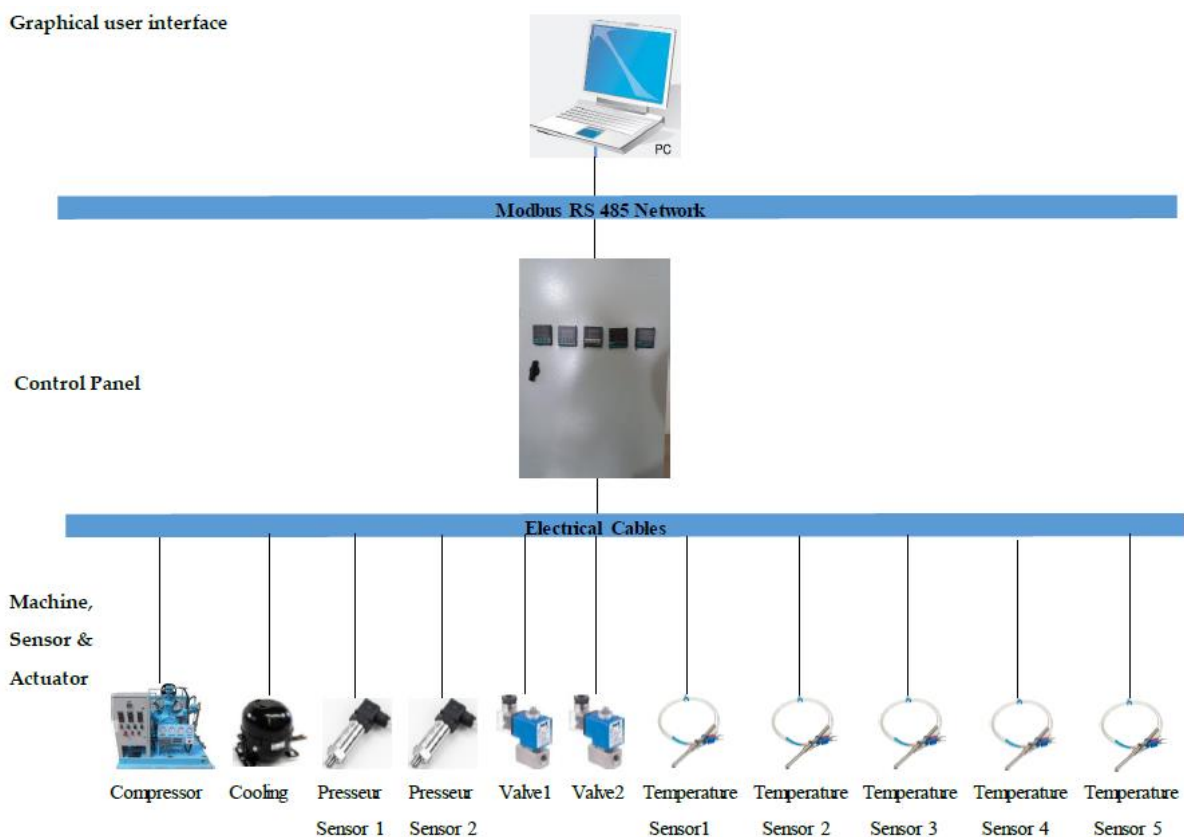 Graphical user interface
PC
Modbus RS 485 Network
Control Panel
Electrical Cables
Machine,
Sensor &
Actuator
Compressor Cooling Presseur Presseur Valve1 Valve2 Temperature Temperature Temperature Temperature Temperature
Sensor 1 Sensor 2 Sensor1 Sensor 2 Sensor 3 Sensor 4 Sensor 5